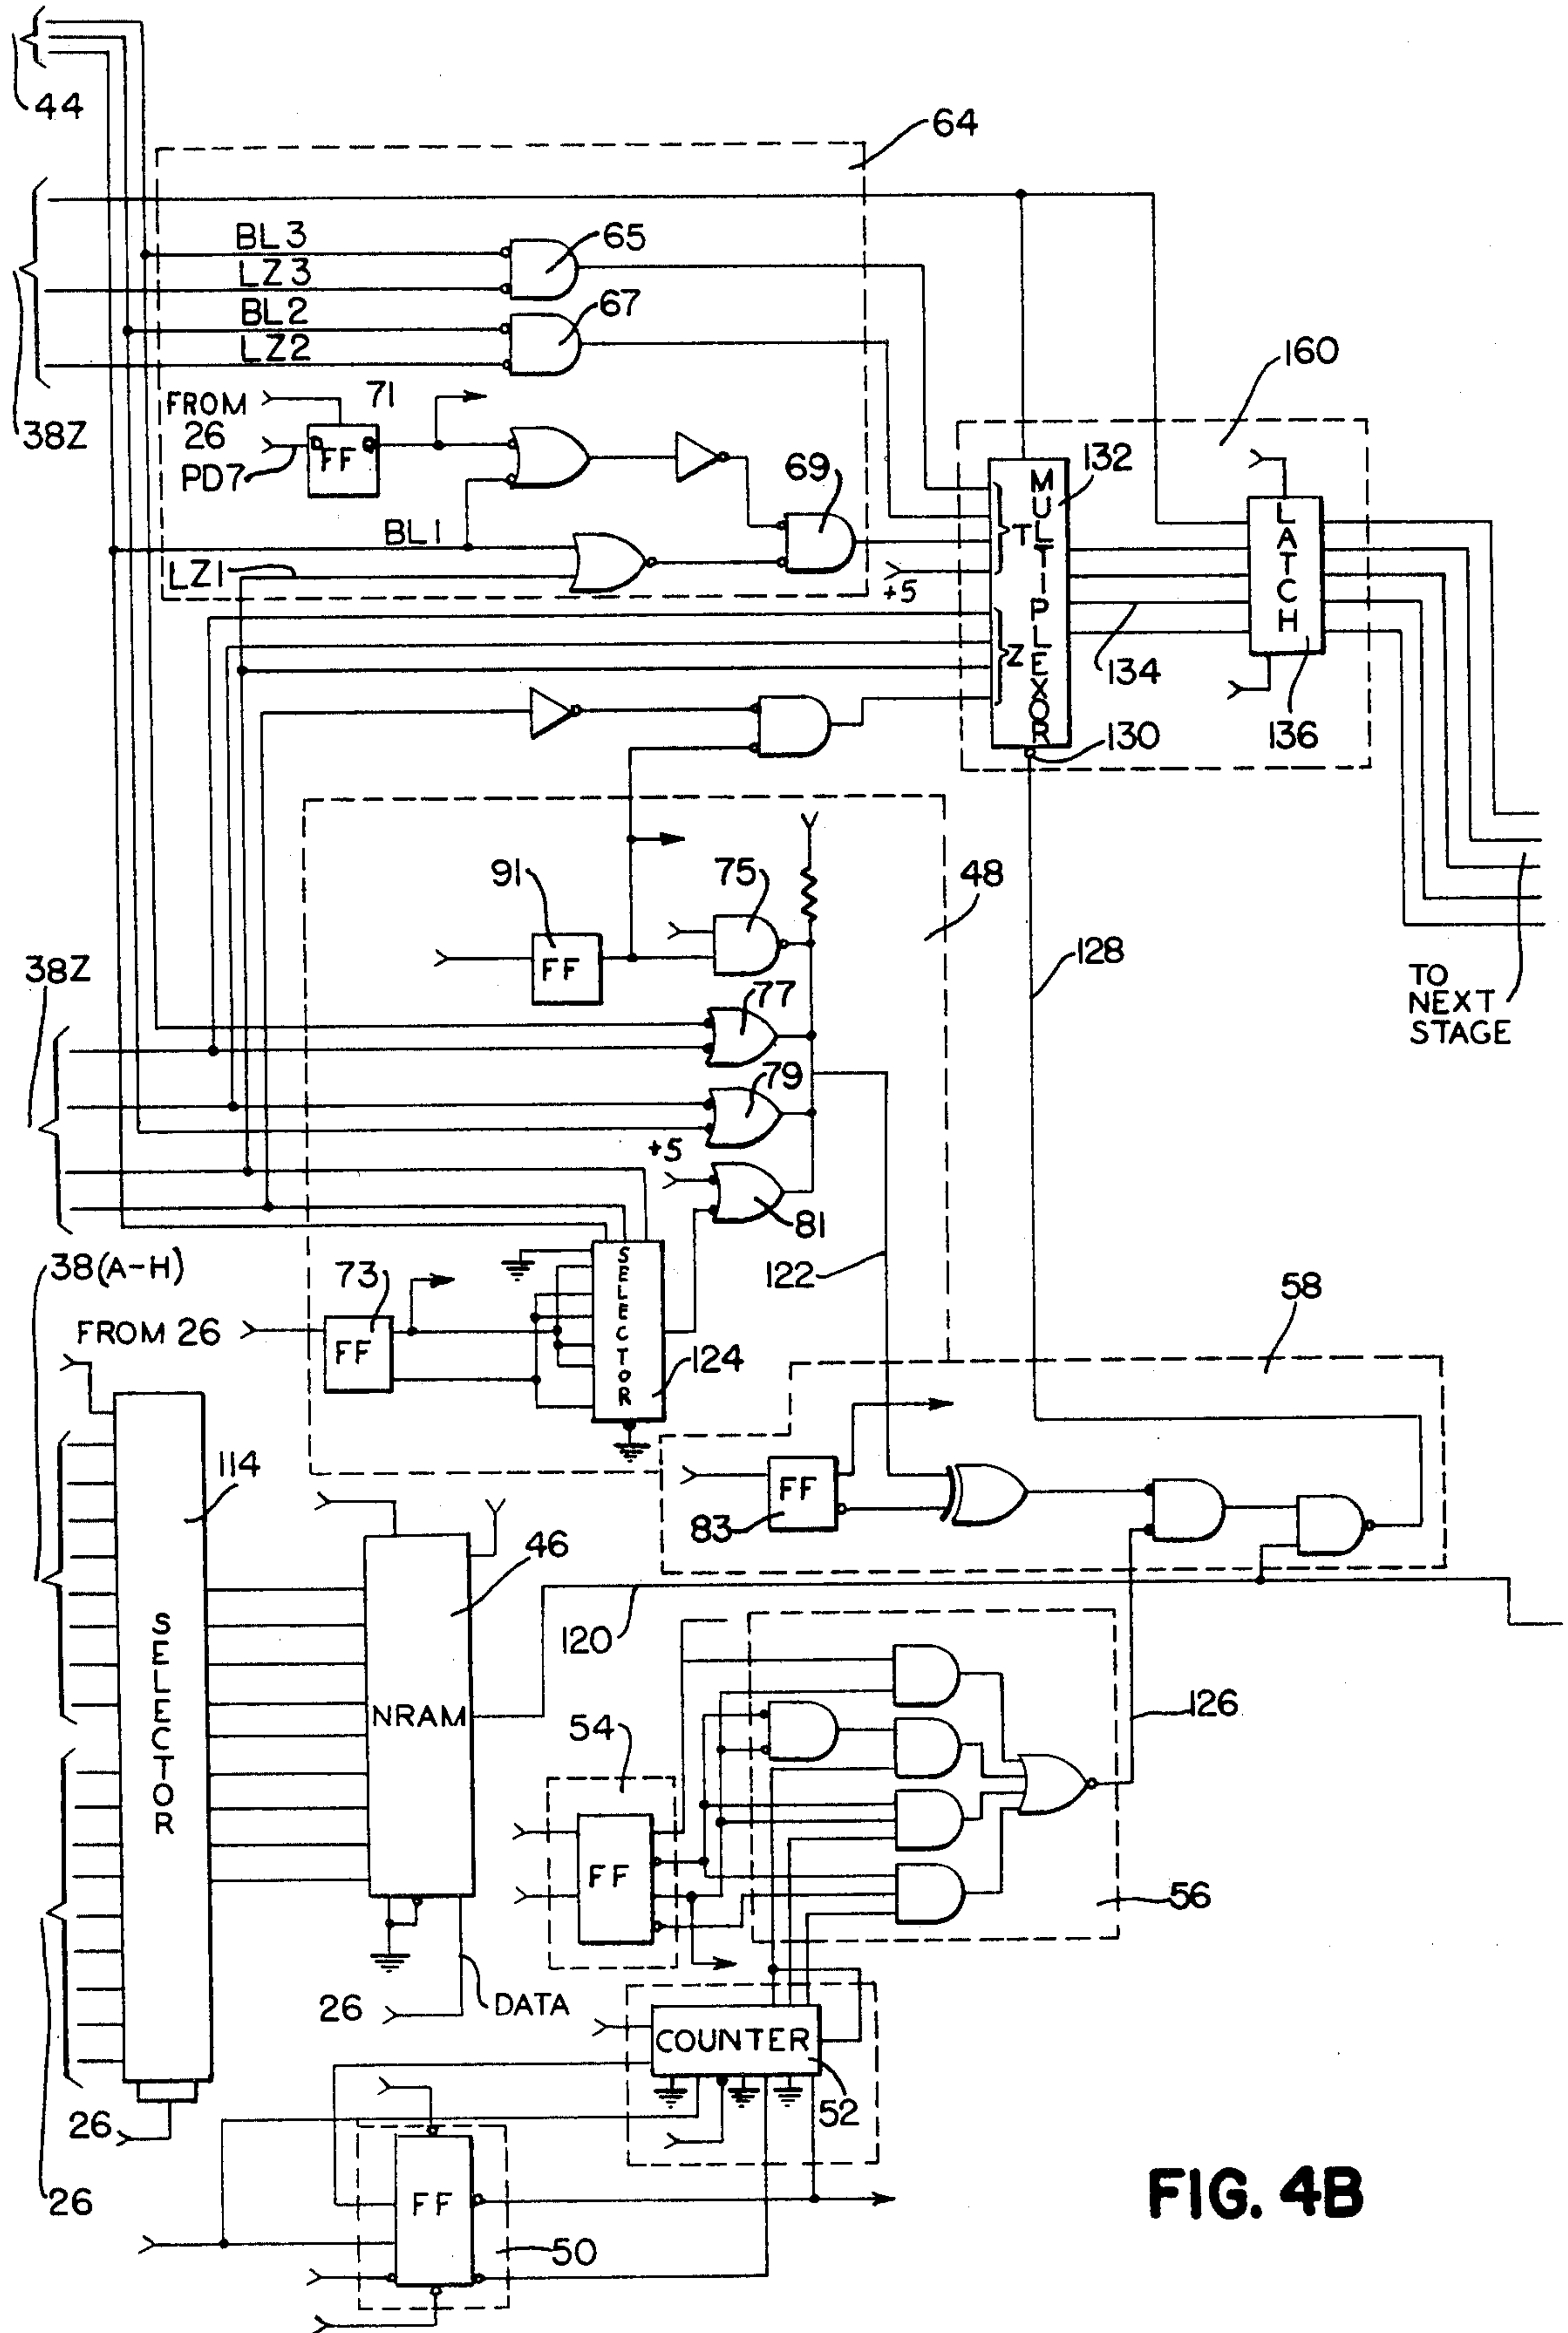 44
64
BL3
65
LZ3
BL2
67
LZ2
38Z
FROM
26
71
FF
PD7
69
BL1
LZ1
+5
T
Z
MULTIPLEXOR
132
160
LATCH
134
136
130
91
FF
75
48
128
TO
NEXT
STAGE
38Z
77
79
+5
81
38(A-H)
FROM 26
73
FF
SELECTOR
124
122
58
114
SELECTOR
FF
83
46
NRAM
120
126
54
FF
56
26
DATA
COUNTER
52
26
26
FF
50
FIG. 4B